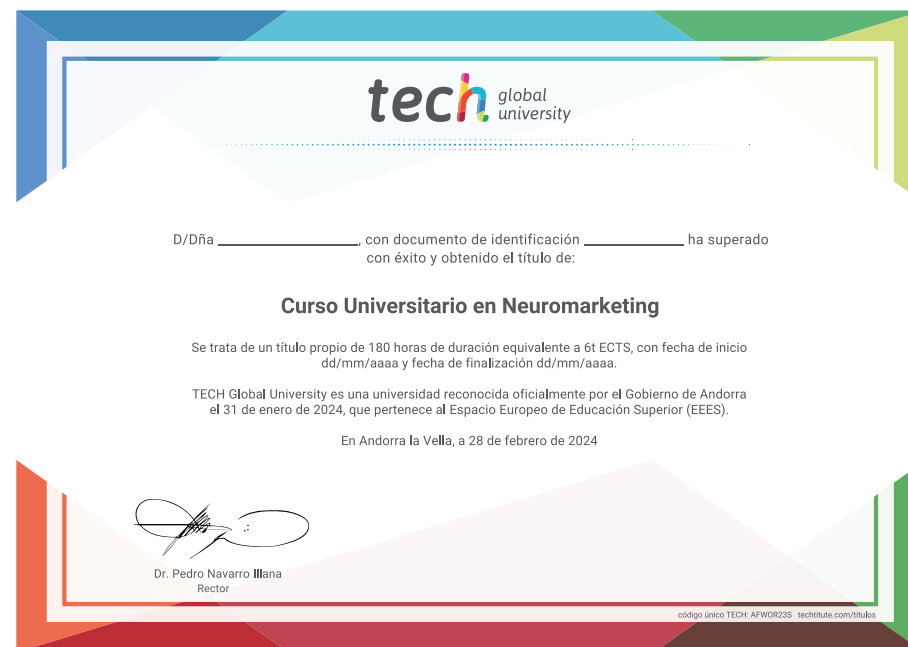 tech global university
D/Dña ____________, con documento de identificación ____________ ha superado
con éxito y obtenido el título de:
Curso Universitario en Neuromarketing
Se trata de un título propio de 180 horas de duración equivalente a 6t ECTS, con fecha de inicio
dd/mm/aaaa y fecha de finalización dd/mm/aaaa.
TECH Global University es una universidad reconocida oficialmente por el Gobierno de Andorra
el 31 de enero de 2024, que pertenece al Espacio Europeo de Educación Superior (EEES).
En Andorra la Vella, a 28 de febrero de 2024
Dr. Pedro Navarro Illana
Rector
código único TECH: AFWOR23S techtitute.com/titulos